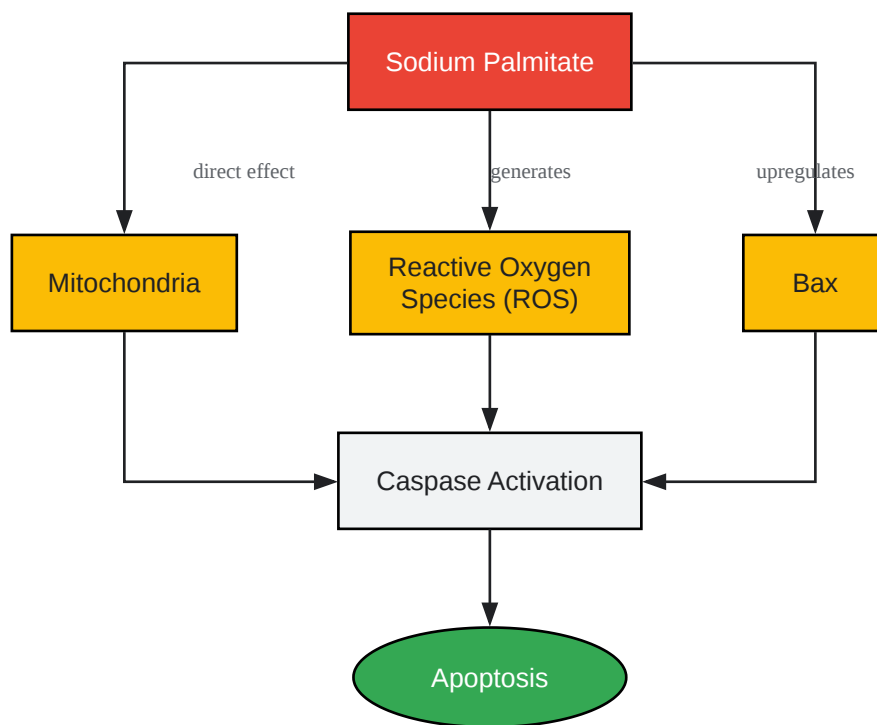 Sodium Palmitate
direct effect
generates
upregulates
Mitochondria
Reactive Oxygen
Species (ROS)
Bax
Caspase Activation
Apoptosis